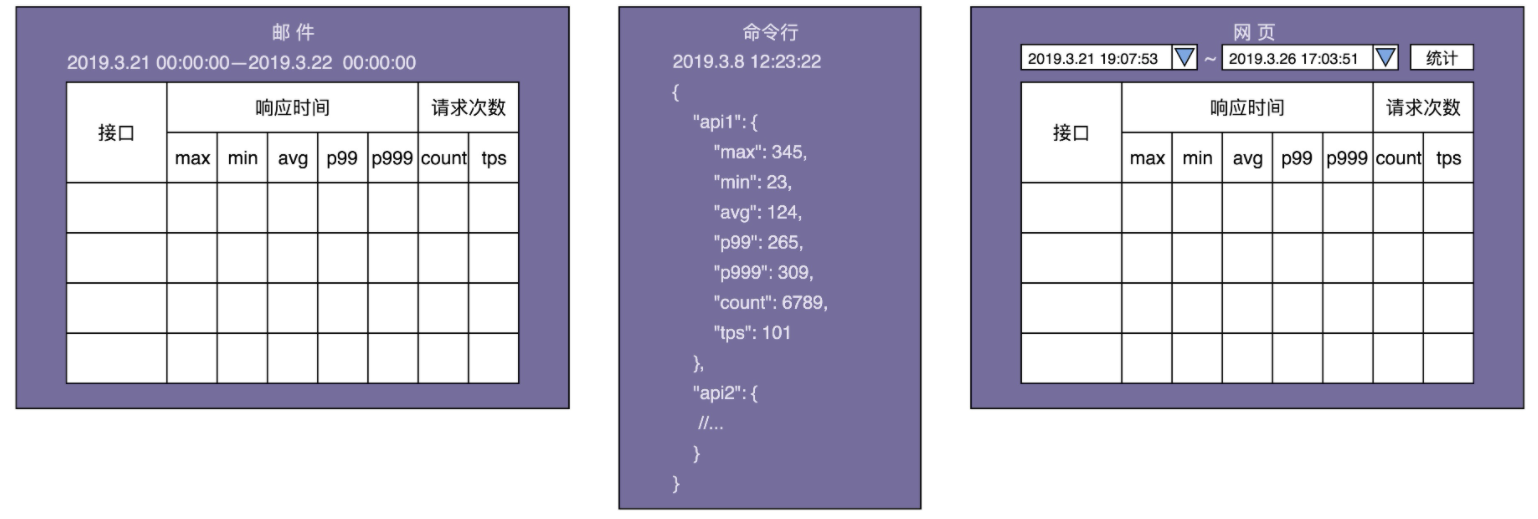 邮 件
2019.3.21 00:00:00—2019.3.22 00:00:00
接口 响应时间 请求次数
max min avg p99 p999 count tps
命令行
2019.3.8 12:23:22
{
"api1": {
"max": 345,
"min": 23,
"avg": 124,
"p99": 265,
"p999": 309,
"count": 6789,
"tps": 101
},
"api2": {
//...
}
}
网 页
2019.3.21 19:07:53 ~ 2019.3.26 17:03:51 统计
接口 响应时间 请求次数
max min avg p99 p999 count tps